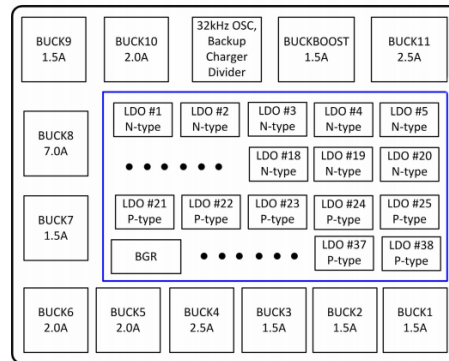 BUCK9
1.5A
BUCK10
2.0A
32kHz OSC,
Backup
Charger
Divider
BUCKBOOST
1.5A
BUCK11
2.5A
BUCK8
7.0A
LDO #1
N-type
LDO #2
N-type
LDO #3
N-type
LDO #4
N-type
LDO #5
N-type
LDO #18
N-type
LDO #19
N-type
LDO #20
N-type
BUCK7
1.5A
LDO #21
P-type
LDO #22
P-type
LDO #23
P-type
LDO #24
P-type
LDO #25
P-type
BGR
LDO #37
P-type
LDO #38
P-type
BUCK6
2.0A
BUCK5
2.0A
BUCK4
2.5A
BUCK3
1.5A
BUCK2
1.5A
BUCK1
1.5A